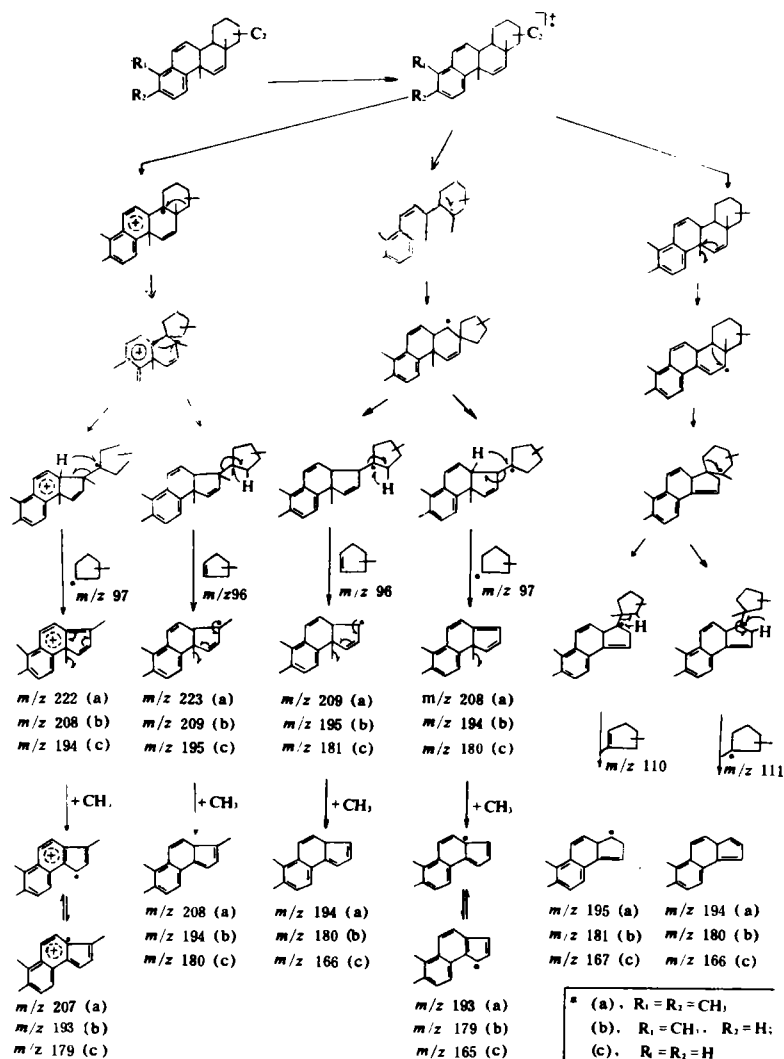 C₂
R₁
R₂
C₂
R₁
R₂
H
H
H
H
m/z 97
m/z96
m/z 96
m/z 97
H
H
m/z 222 (a)
m/z 208 (b)
m/z 194 (c)
m/z 223 (a)
m/z 209 (b)
m/z 195 (c)
m/z 209 (a)
m/z 195 (b)
m/z 181 (c)
m/z 208 (a)
m/z 194 (b)
m/z 180 (c)
m/z 110
m/z 111
+CH,
+CH₃
+CH₃
+CH₃
m/z 208 (a)
m/z 194 (b)
m/z 180 (c)
m/z 194 (a)
m/z 180 (b)
m/z 166 (c)
m/z 195 (a)
m/z 181 (b)
m/z 167 (c)
m/z 194 (a)
m/z 180 (b)
m/z 166 (c)
m/z 207 (a)
m/z 193 (b)
m/z 179 (c)
m/z 193 (a)
m/z 179 (b)
m/z 165 (c)
* (a), R₁=R₂=CH₃
(b), R₁=CH₃, R₂=H;
(c), R₁=R₂=H